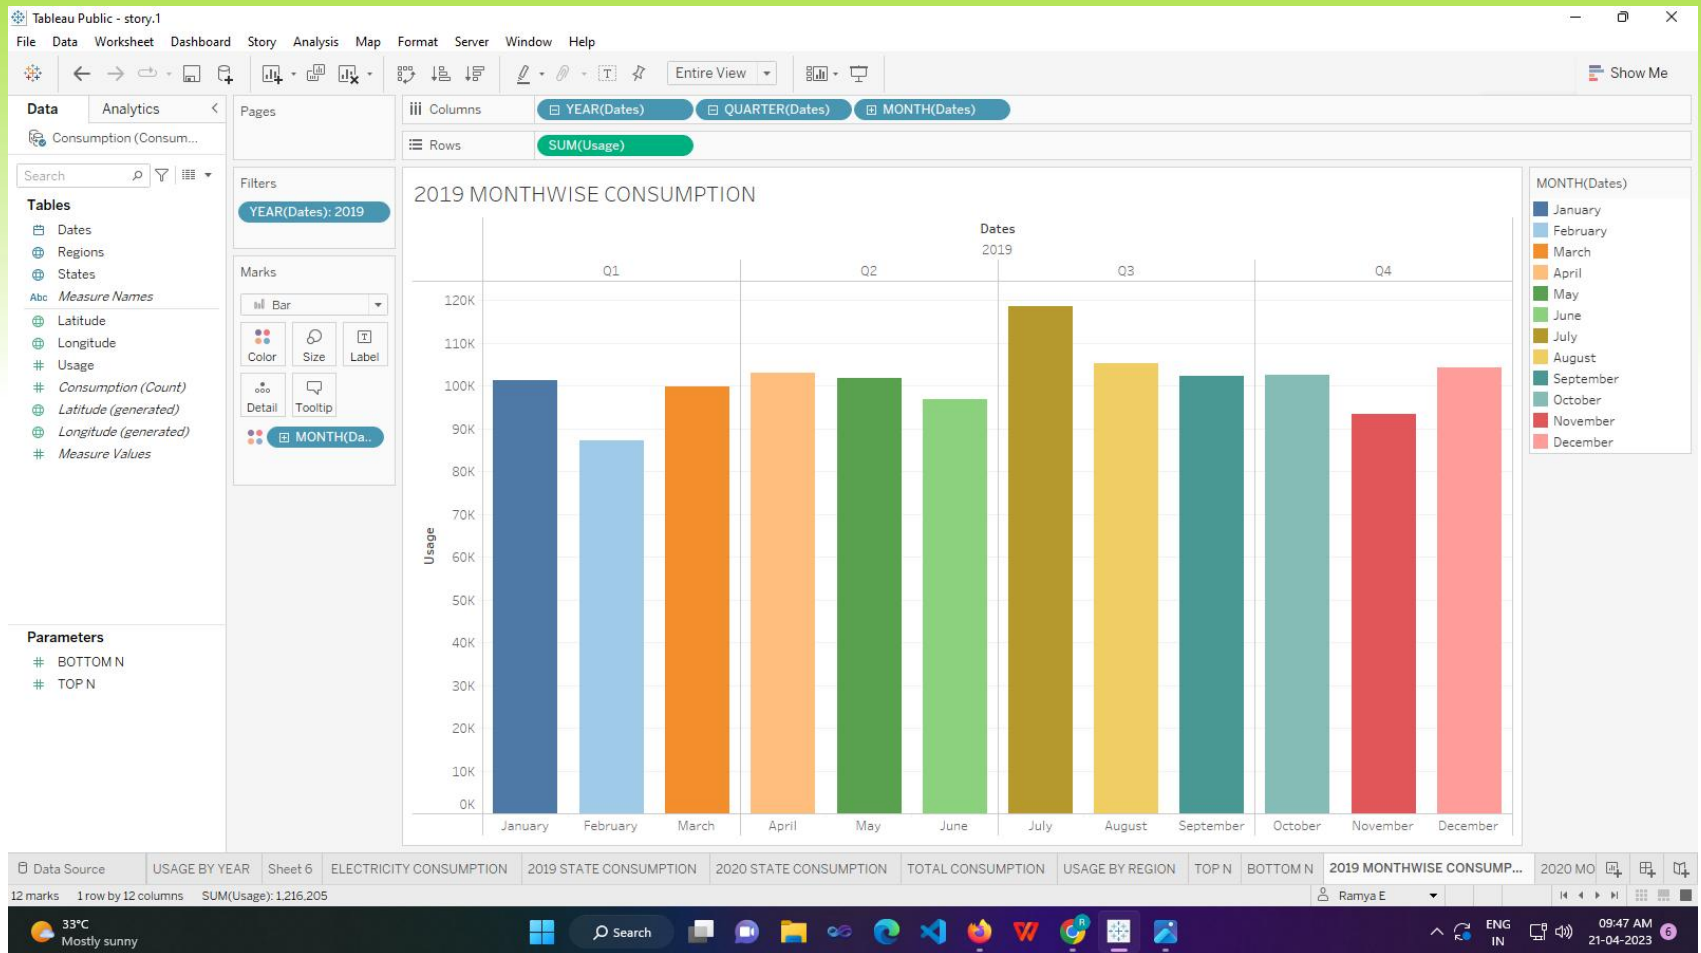 Tableau Public - story.1
File Data Worksheet Dashboard Story Analysis Map Format Server Window Help
Entire View
Show Me
Data Analytics
Pages
Columns
YEAR(Dates) QUARTER(Dates) MONTH(Dates)
Consumption (Consum...
Rows
SUM(Usage)
Search
Tables
Dates
Regions
States
Abc Measure Names
Latitude
Longitude
# Usage
# Consumption (Count)
Latitude (generated)
Longitude (generated)
# Measure Values
Parameters
# BOTTOM N
# TOP N
Filters
YEAR(Dates): 2019
Marks
Bar
Color Size Label
Detail Tooltip
MONTH(Da..
2019 MONTHWISE CONSUMPTION
Dates
2019
Q1 Q2 Q3 Q4
120K
110K
100K
90K
80K
70K
60K
50K
40K
30K
20K
10K
0K
Usage
January February March April May June July August September October November December
MONTH(Dates)
January
February
March
April
May
June
July
August
September
October
November
December
Data Source USAGE BY YEAR Sheet 6 ELECTRICITY CONSUMPTION 2019 STATE CONSUMPTION 2020 STATE CONSUMPTION TOTAL CONSUMPTION USAGE BY REGION TOP N BOTTOM N 2019 MONTHWISE CONSUMP... 2020 MO
12 marks 1 row by 12 columns SUM(Usage): 1,216,205
Ramya E
33°C
Mostly sunny
Search
ENG
IN
09:47 AM
21-04-2023
6